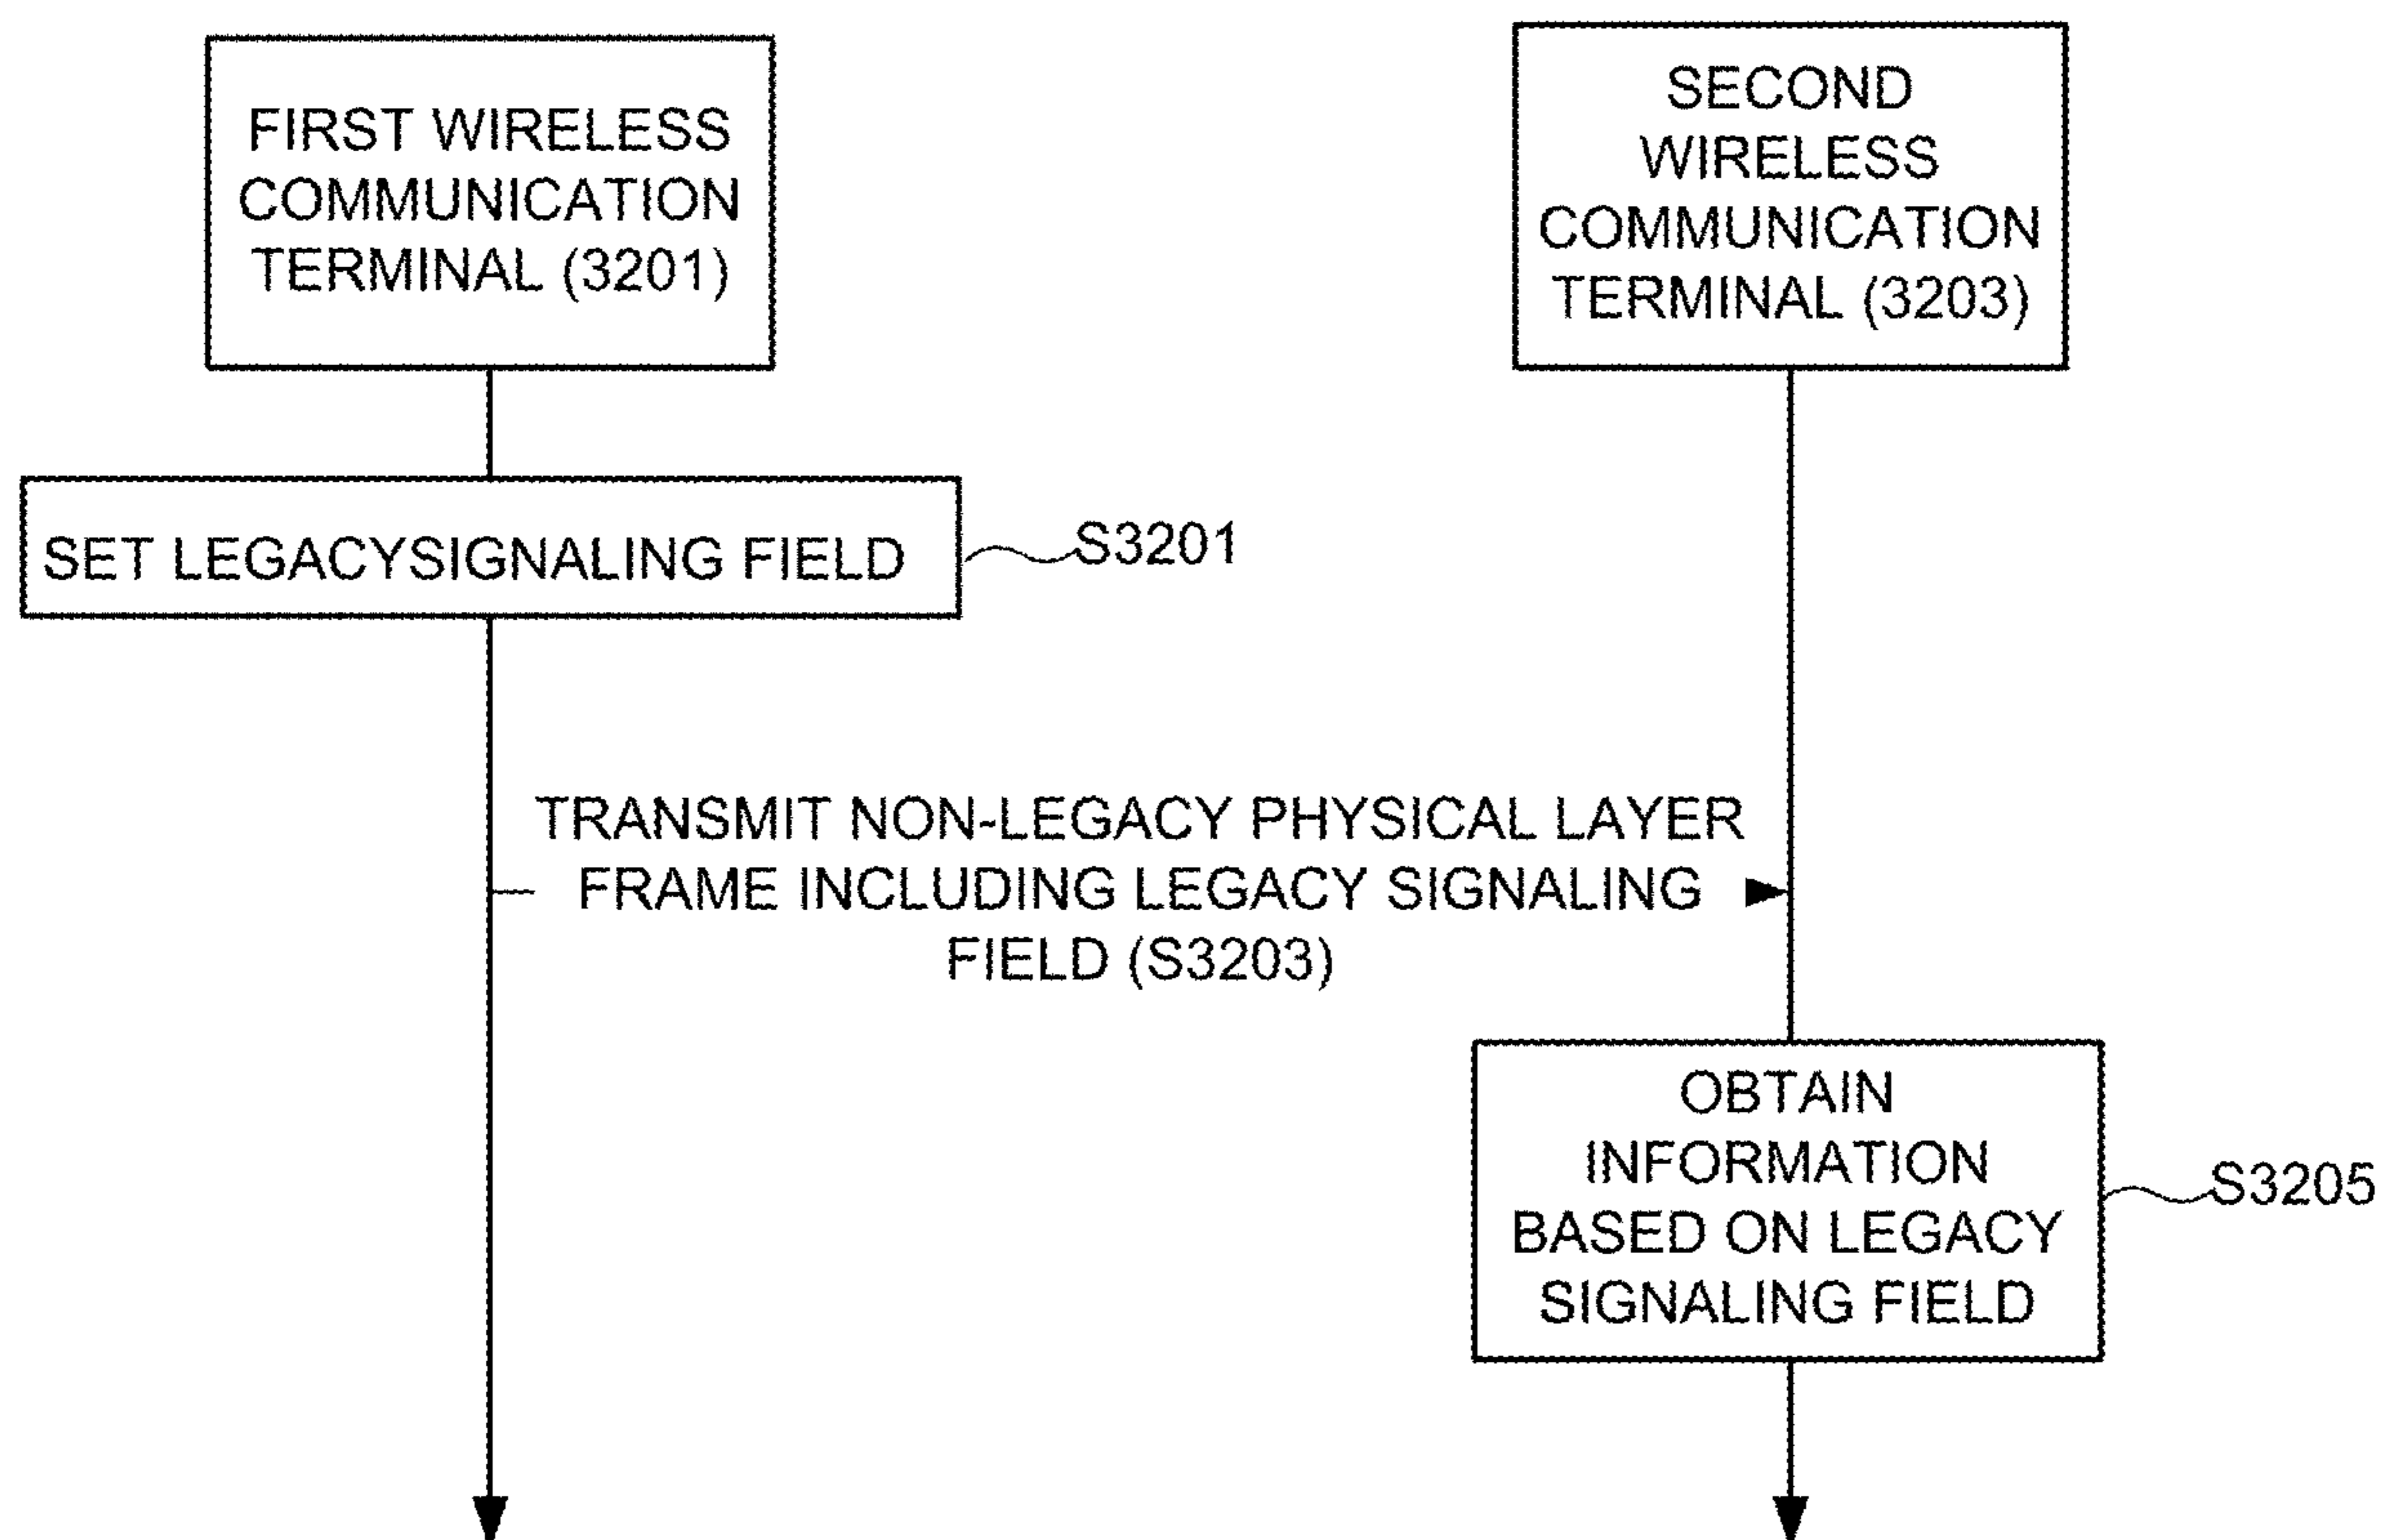 FIRST WIRELESS
COMMUNICATION
TERMINAL (3201)
SECOND
WIRELESS
COMMUNICATION
TERMINAL (3203)
SET LEGACYSIGNALING FIELD
S3201
TRANSMIT NON-LEGACY PHYSICAL LAYER
FRAME INCLUDING LEGACY SIGNALING
FIELD (S3203)
OBTAIN
INFORMATION
BASED ON LEGACY
SIGNALING FIELD
S3205